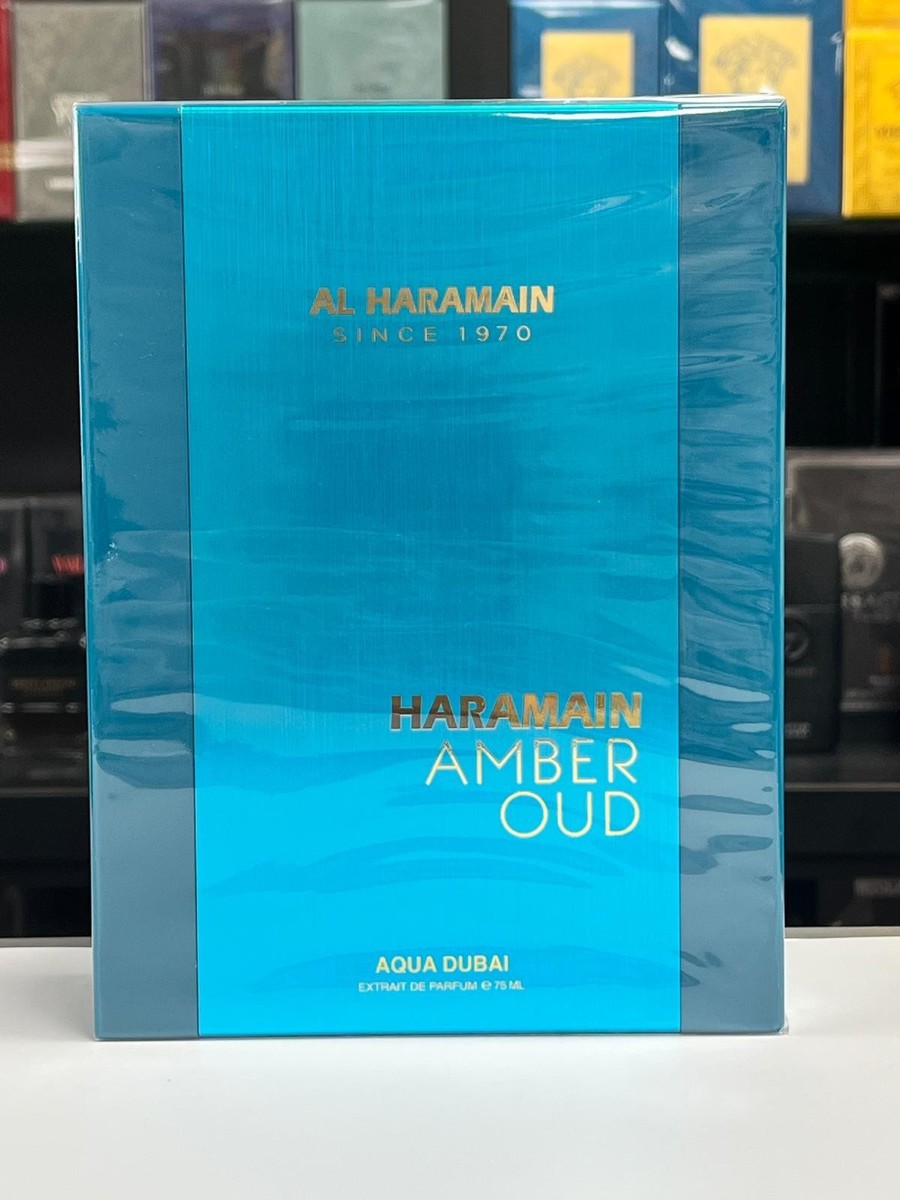 AL HARAMAIN
SINCE 1970
HARAMAIN
AMBER
OUD
AQUA DUBAI
EXTRAIT DE PARFUM e 75 ML